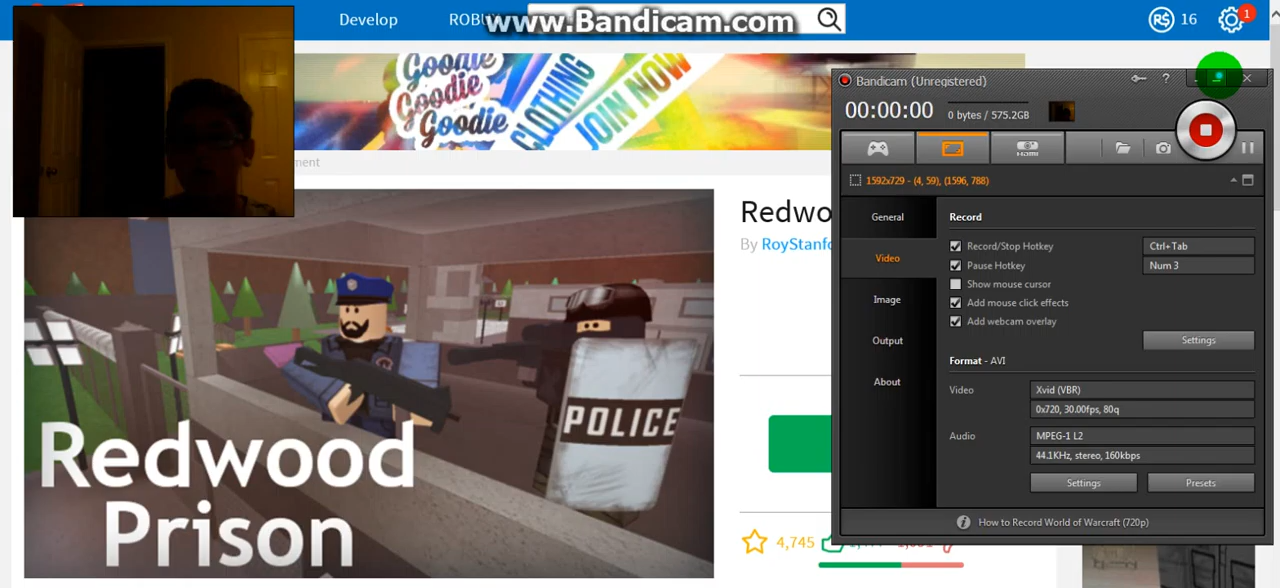 Develop
ROBU
www.Bandicam.com
R$ 16
1
Goodie
Goodie
Goodie
CLOTHING
JOIN NOW
ment
Redwo
By RoyStanfo
Redwood
Prison
POLICE
4,745
Bandicam (Unregistered)
?
00:00:00
0 bytes / 575.2GB
HDMI
1592x729 - (4, 59), (1596, 788)
General
Video
Image
Output
About
Record
Record/Stop Hotkey Ctrl+Tab
Pause Hotkey Num 3
Show mouse cursor
Add mouse click effects
Add webcam overlay
Settings
Format - AVI
Video Xvid (VBR)
0x720, 30.00fps, 80q
Audio MPEG-1 L2
44.1KHz, stereo, 160kbps
Settings Presets
How to Record World of Warcraft (720p)